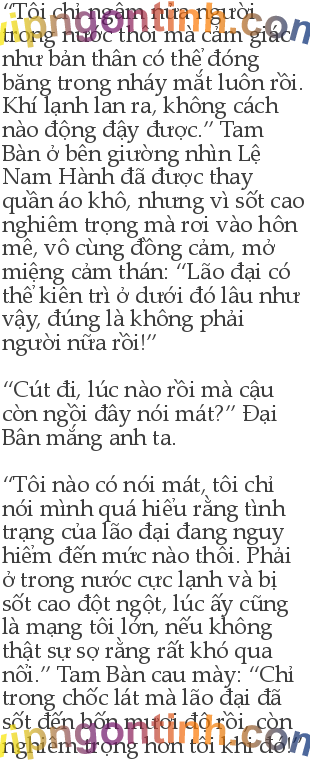 “Tôi chỉ ngâm nửa người
trong nước thôi mà cảm giác
như bản thân có thể đóng
băng trong nháy mắt luôn rồi.
Khí lạnh lan ra, không cách
nào động đậy được.” Tam
Bàn ở bên giường nhìn Lệ
Nam Hành đã được thay
quần áo khô, nhưng vì sốt cao
nghiêm trọng mà rơi vào hôn
mê, vô cùng đồng cảm, mở
miệng cảm thán: “Lão đại có
thể kiên trì ở dưới đó lâu như
vậy, đúng là không phải
người nữa rồi!”
“Cút đi, lúc nào rồi mà cậu
còn ngồi đây nói mát?” Đại
Bân mắng anh ta.
“Tôi nào có nói mát, tôi chỉ
nói mình quá hiểu rằng tình
trạng của lão đại đang nguy
hiểm đến mức nào thôi. Phải
ở trong nước cực lạnh và bị
sốt cao đột ngột, lúc ấy cũng
là mạng tôi lớn, nếu không
thật sự sợ rằng rất khó qua
nổi.” Tam Bàn cau mày: “Chỉ
trong chốc lát mà lão đại đã
sốt đến bốn mươi độ rồi, còn
nghiêm trọng hơn tôi khi đó!”
vipngontinh.com
vipngontinh.com